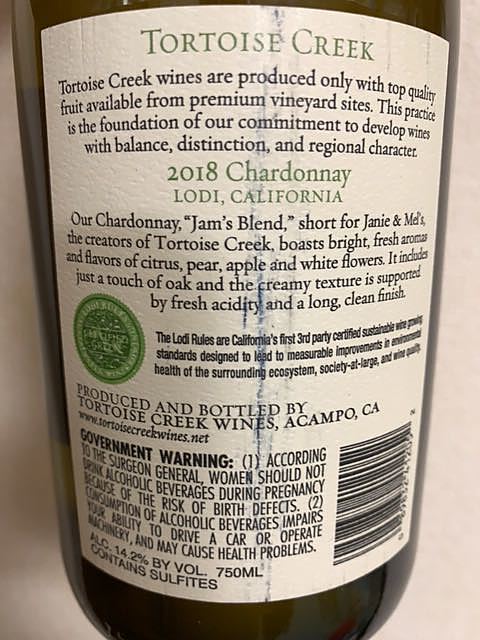 TORTOISE CREEK
Tortoise Creek wines are produced only with top quality
fruit available from premium vineyard sites. This practice
is the foundation of our commitment to develop wines
with balance, distinction, and regional character.
2018 Chardonnay
LODI, CALIFORNIA
Our Chardonnay, “Jam's Blend,” short for Janie & Mel's,
the creators of Tortoise Creek, boasts bright, fresh aromas
and flavors of citrus, pear, apple and white flowers. It includes
just a touch of oak and the creamy texture is supported
by fresh acidity and a long, clean finish.
The Lodi Rules are California's first 3rd party certified sustainable wine growing
standards designed to lead to measurable improvements in environmental
health of the surrounding ecosystem, society-at-large, and wine quality.
PRODUCED AND BOTTLED BY
TORTOISE CREEK WINES, ACAMPO, CA
www.tortoisecreekwines.net
GOVERNMENT WARNING: (1) ACCORDING
TO THE SURGEON GENERAL, WOMEN SHOULD NOT
DRINK ALCOHOLIC BEVERAGES DURING PREGNANCY
BECAUSE OF THE RISK OF BIRTH DEFECTS. (2)
CONSUMPTION OF ALCOHOLIC BEVERAGES IMPAIRS
YOUR ABILITY TO DRIVE A CAR OR OPERATE
MACHINERY, AND MAY CAUSE HEALTH PROBLEMS.
ALC. 14.2% BY VOL. 750ML
CONTAINS SULFITES